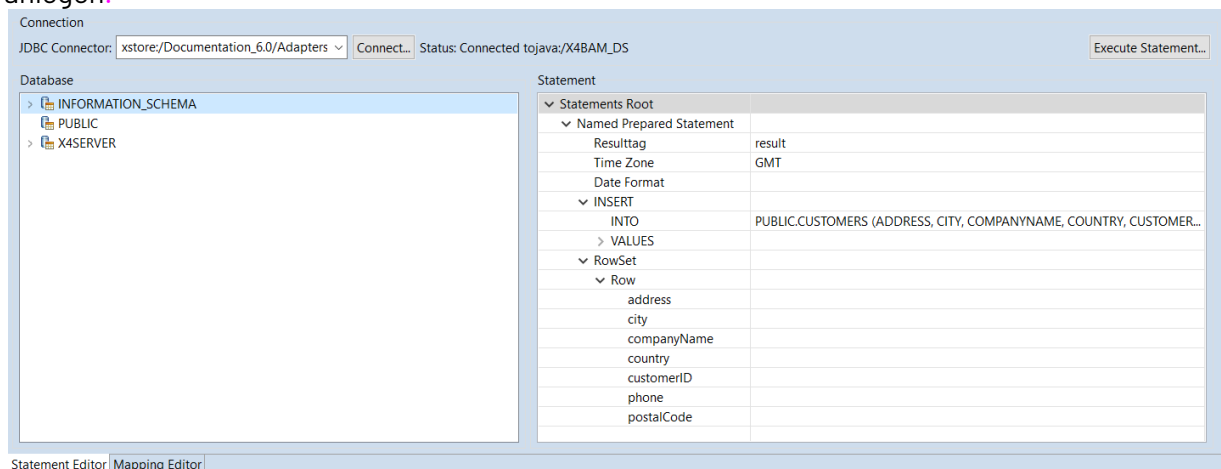 anlegen.
Connection
JDBC Connector: xstore:/Documentation_6.0/Adapters Connect... Status: Connected tojava:/X4BAM_DS Execute Statement...
Database Statement
INFORMATION_SCHEMA
PUBLIC
X4SERVER
Statements Root
Named Prepared Statement
Resulttag result
Time Zone GMT
Date Format
INSERT
INTO PUBLIC.CUSTOMERS (ADDRESS, CITY, COMPANYNAME, COUNTRY, CUSTOMER...
VALUES
RowSet
Row
address
city
companyName
country
customerID
phone
postalCode
Statement Editor Mapping Editor